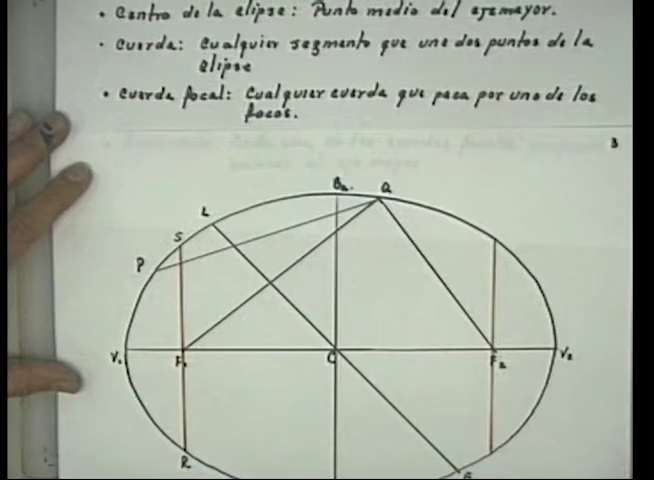 • Centro de la elipse: Punto medio del eje mayor.
• Cuerda: Cualquier segmento que une dos puntos de la
elipse
• Cuerda focal: Cualquier cuerda que pasa por uno de los
focos.
3
B₂ Q
L
S
P
V₁ F₁ C F₂ V₂
R